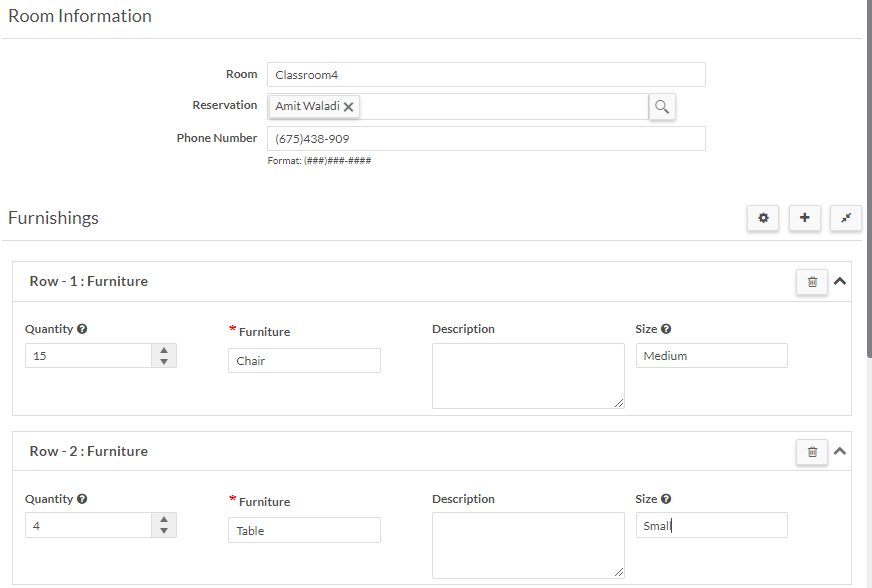 Room Information
Room Classroom4
Reservation Amit Waladi
Phone Number (675)438-909
Format: (###)###-####
Furnishings
Row - 1 : Furniture
Quantity * Furniture Description Size
15 Chair Medium
Row - 2 : Furniture
Quantity * Furniture Description Size
4 Table Small